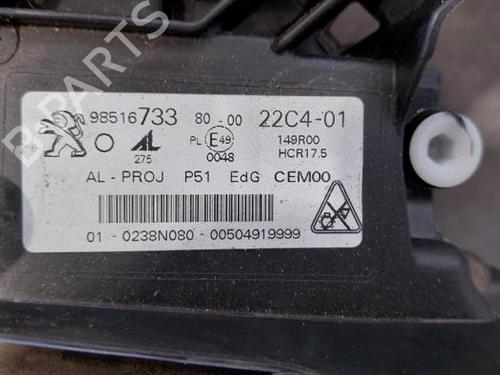 B-PARTS
98516733 80-00 22C4-01
AL PL E49 149R00
275 0048 HCR17.5
AL - PROJ P51 EdG CEM00
01 - 0238N080 - 00504919999